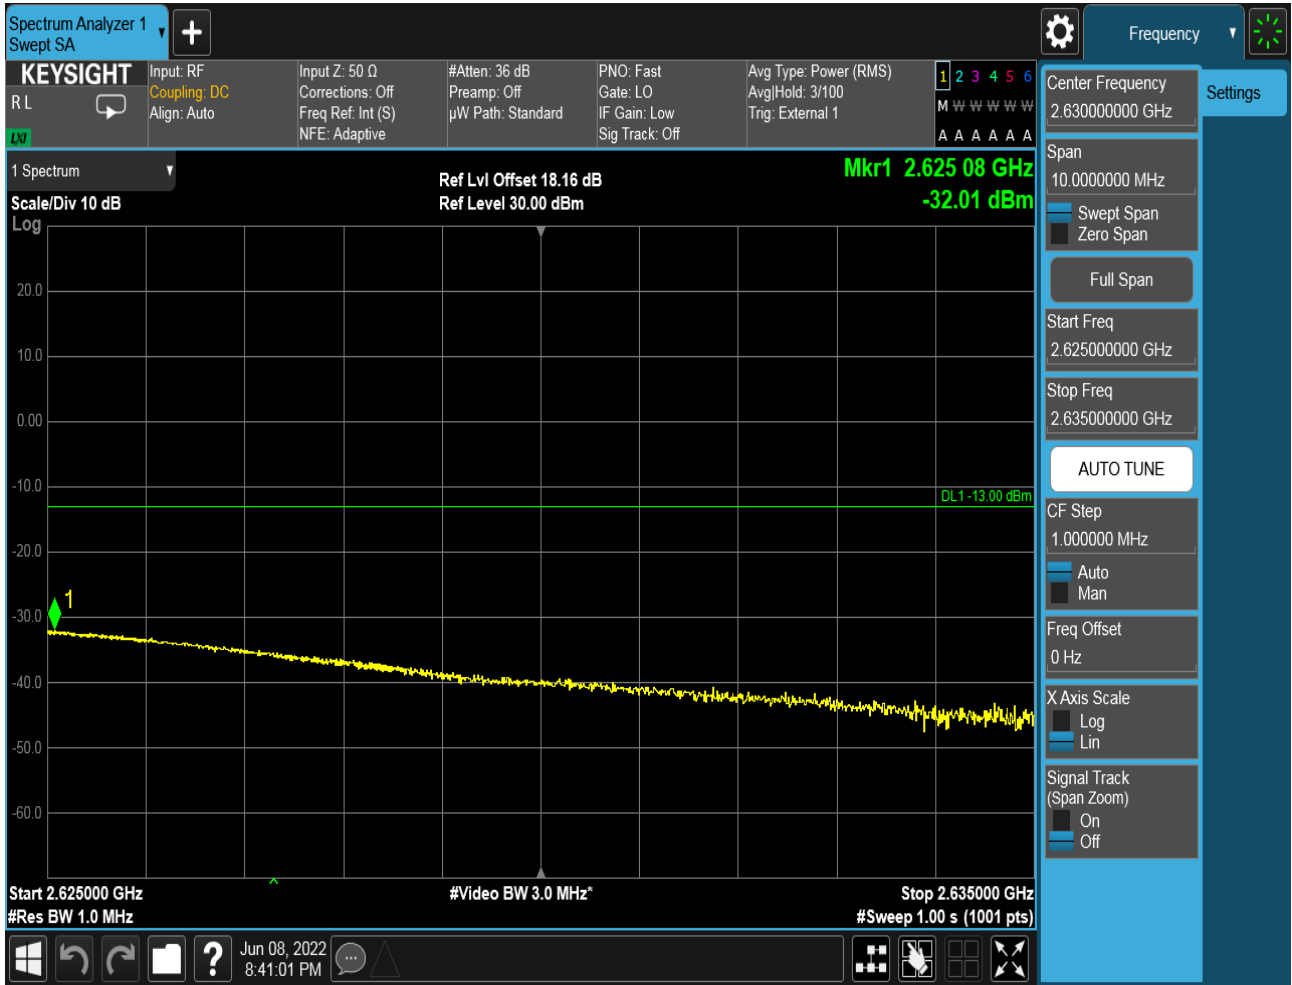 Spectrum Analyzer 1
Swept SA
Frequency
KEYSIGHT
R L
LXI
Input: RF
Coupling: DC
Align: Auto
Input Z: 50 Ω
Corrections: Off
Freq Ref: Int (S)
NFE: Adaptive
#Atten: 36 dB
Preamp: Off
µW Path: Standard
PNO: Fast
Gate: LO
IF Gain: Low
Sig Track: Off
Avg Type: Power (RMS)
Avg|Hold: 3/100
Trig: External 1
1 2 3 4 5 6
M W W W W W
A A A A A A
1 Spectrum
Scale/Div 10 dB
Log
Ref Lvl Offset 18.16 dB
Ref Level 30.00 dBm
Mkr1 2.625 08 GHz
-32.01 dBm
20.0
10.0
0.00
-10.0
DL1 -13.00 dBm
-20.0
1
-30.0
-40.0
-50.0
-60.0
Start 2.625000 GHz
#Video BW 3.0 MHz*
Stop 2.635000 GHz
#Res BW 1.0 MHz
#Sweep 1.00 s (1001 pts)
Jun 08, 2022
8:41:01 PM
Center Frequency
2.630000000 GHz
Span
10.0000000 MHz
Swept Span
Zero Span
Full Span
Start Freq
2.625000000 GHz
Stop Freq
2.635000000 GHz
AUTO TUNE
CF Step
1.000000 MHz
Auto
Man
Freq Offset
0 Hz
X Axis Scale
Log
Lin
Signal Track
(Span Zoom)
On
Off
Settings